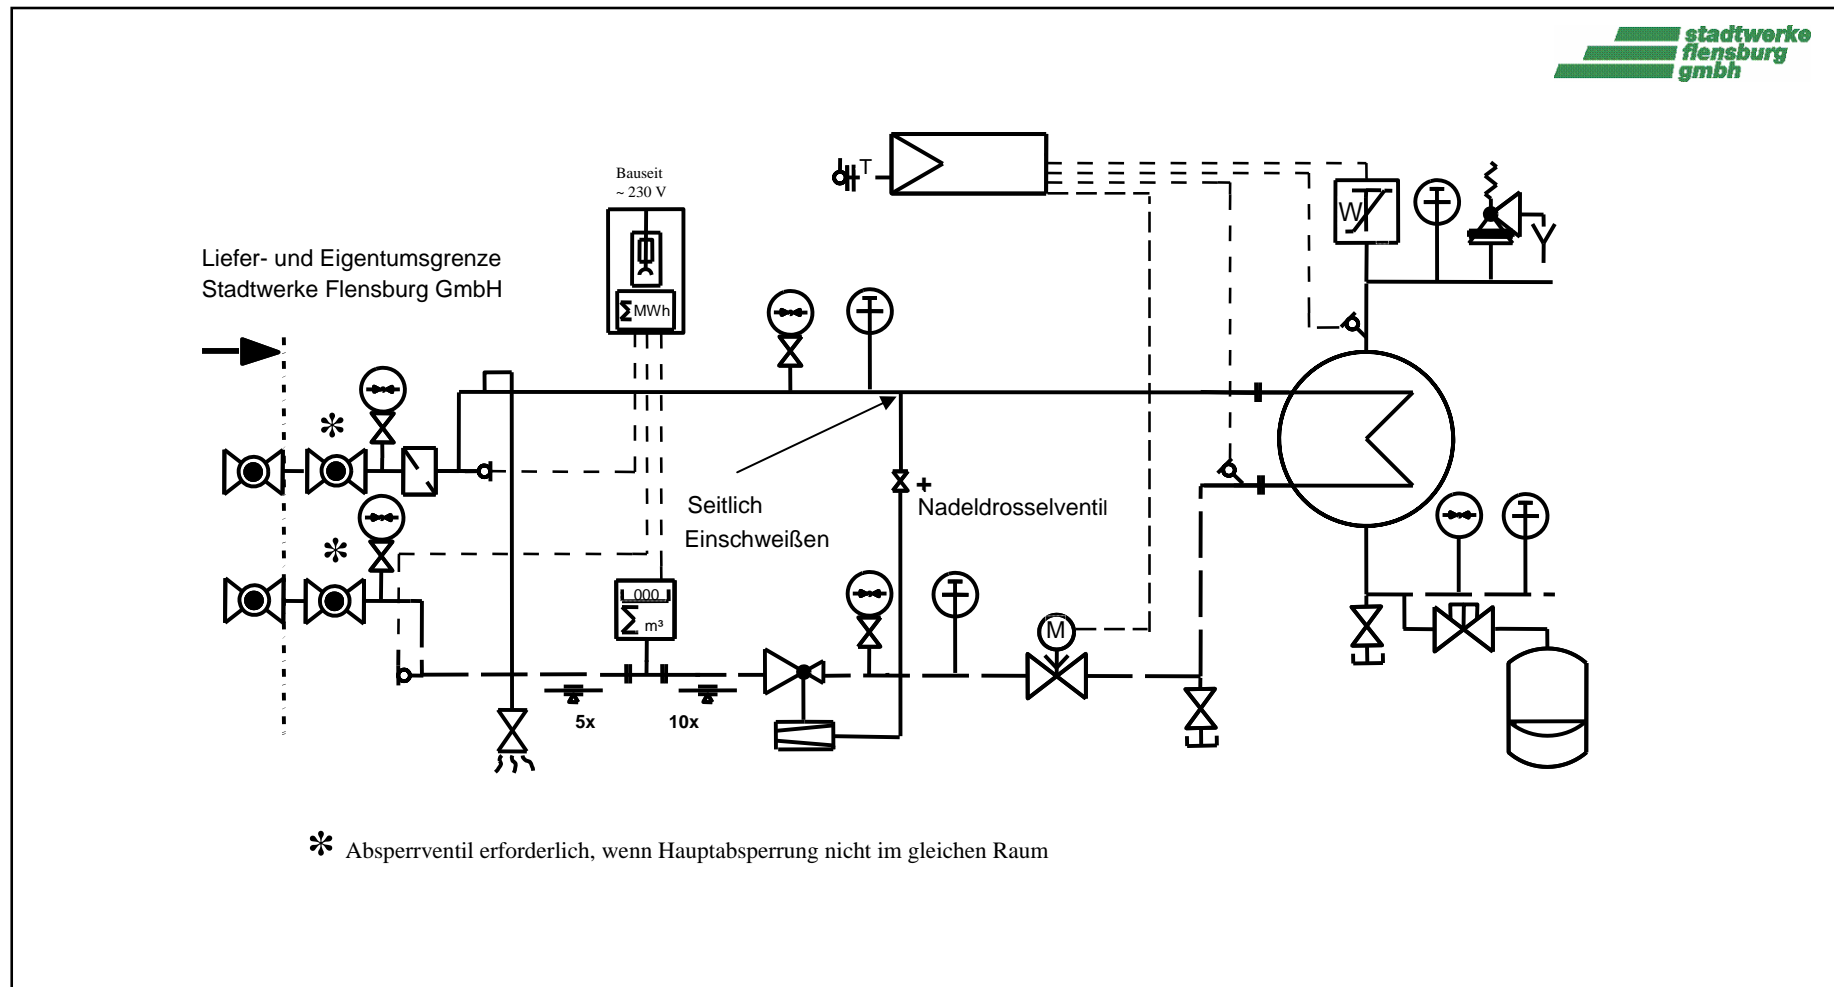 stadtwerke
flensburg
gmbh
T
Bauseit
~ 230 V
W
Liefer- und Eigentumsgrenze
Stadtwerke Flensburg GmbH
∑ MWh
*
+
Seitlich
Nadeldrosselventil
Einschweißen
*
000
∑ m³
M
5x
10x
* Absperrventil erforderlich, wenn Hauptabsperrung nicht im gleichen Raum